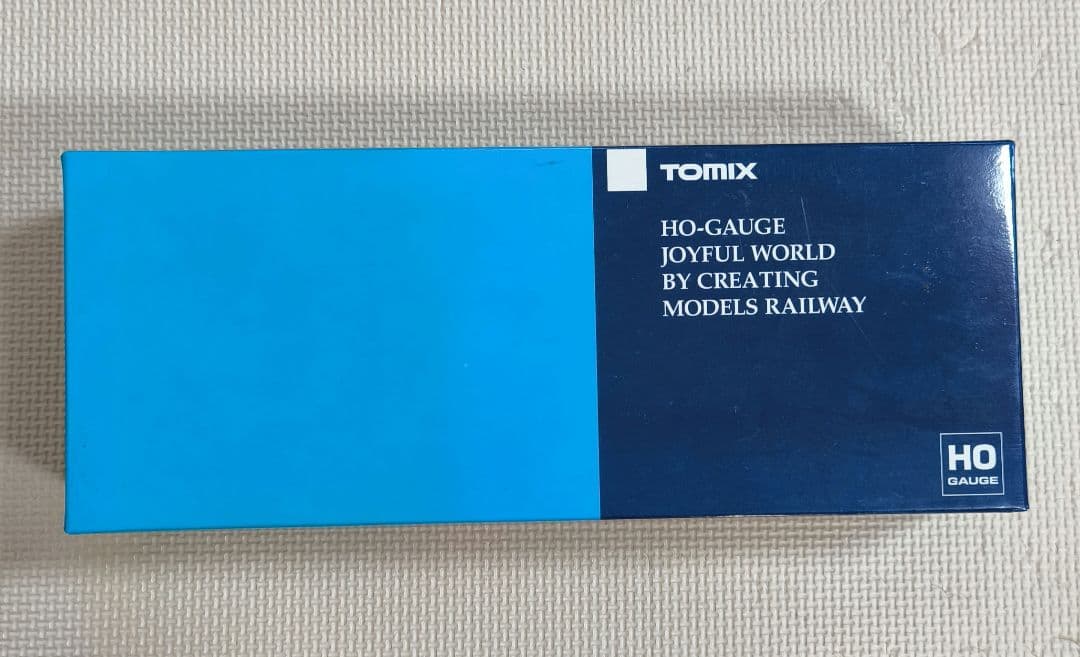 TOMIX
HO-GAUGE
JOYFUL WORLD
BY CREATING
MODELS RAILWAY
HO
GAUGE